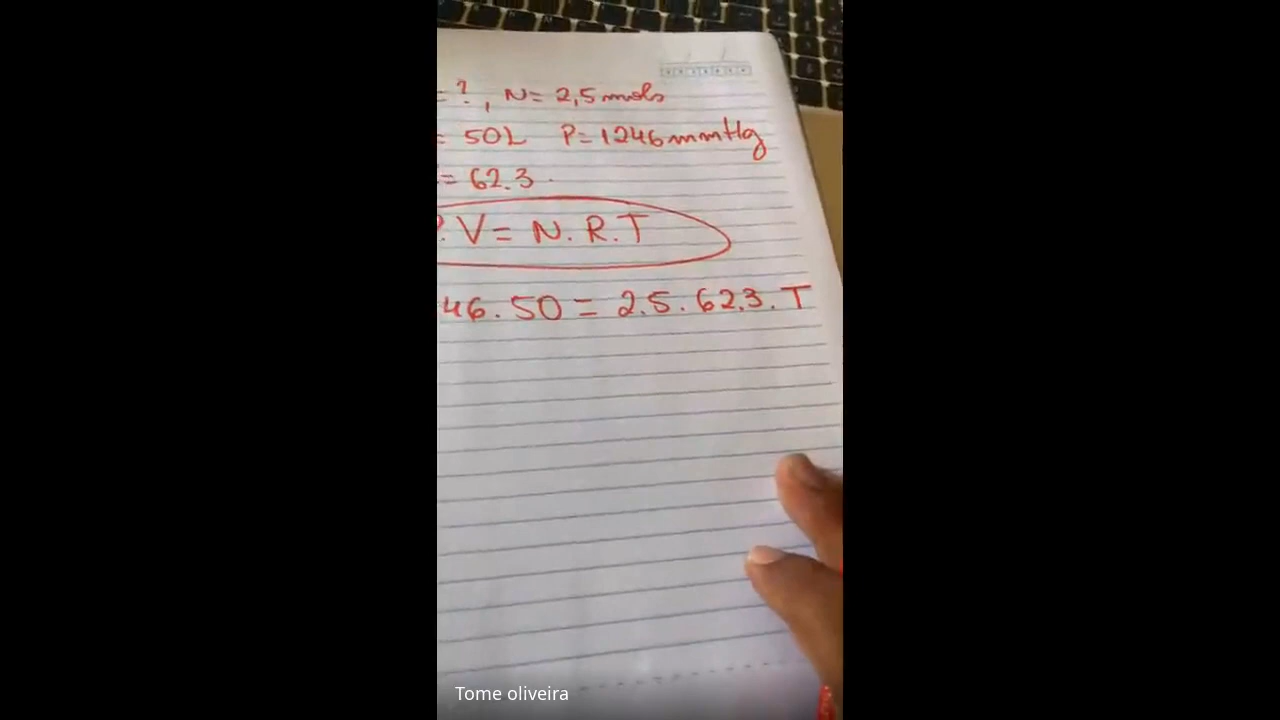 =?, N= 2,5 mols
= 50L P= 1246 mmHg
= 62.3
. V= N. R. T
46. 50 = 2.5. 62,3. T
Tome oliveira